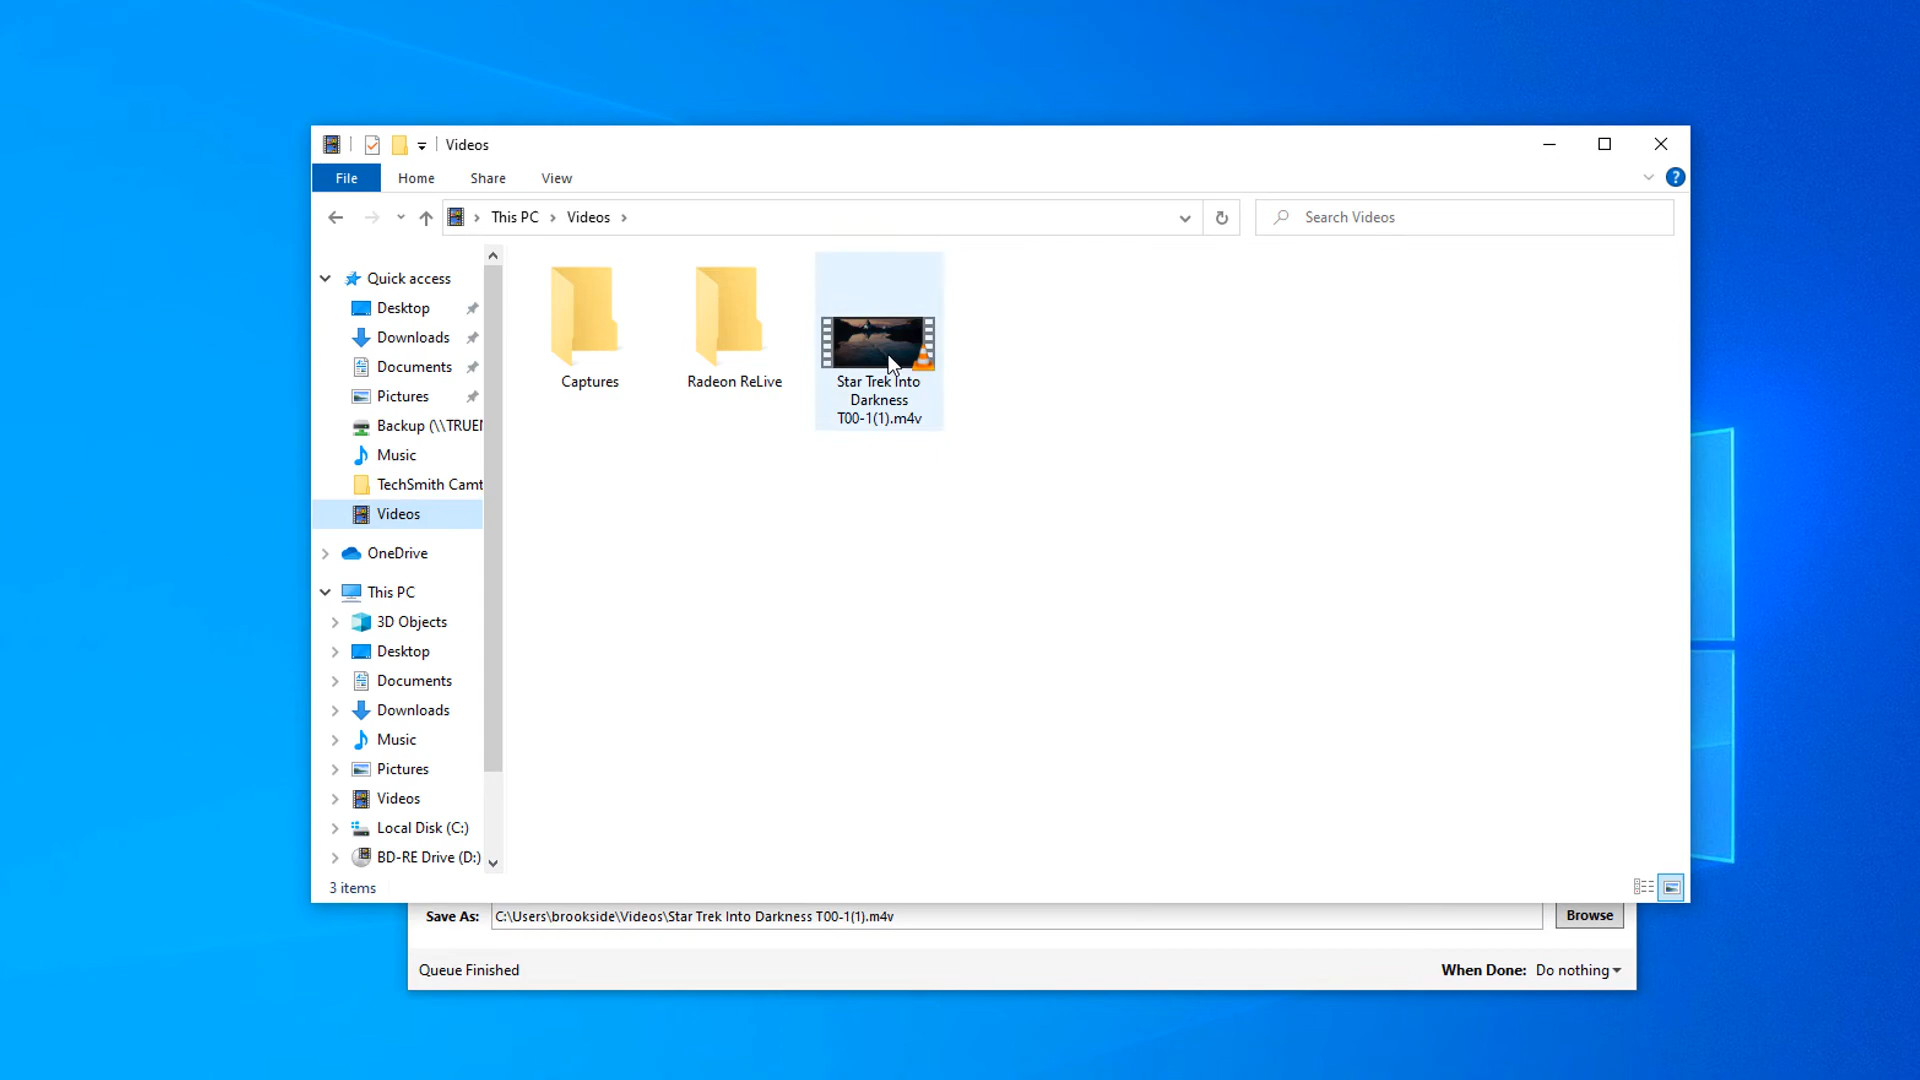 Videos
File Home Share View
This PC Videos
Search Videos
Quick access
Desktop
Downloads
Documents
Pictures
Backup (\\TRUEN
Music
TechSmith Camt
Videos
OneDrive
This PC
3D Objects
Desktop
Documents
Downloads
Music
Pictures
Videos
Local Disk (C:)
BD-RE Drive (D:)
Captures
Radeon ReLive
Star Trek Into
Darkness
T00-1(1).m4v
3 items
Save As: C:\Users\brookside\Videos\Star Trek Into Darkness T00-1(1).m4v Browse
Queue Finished When Done: Do nothing